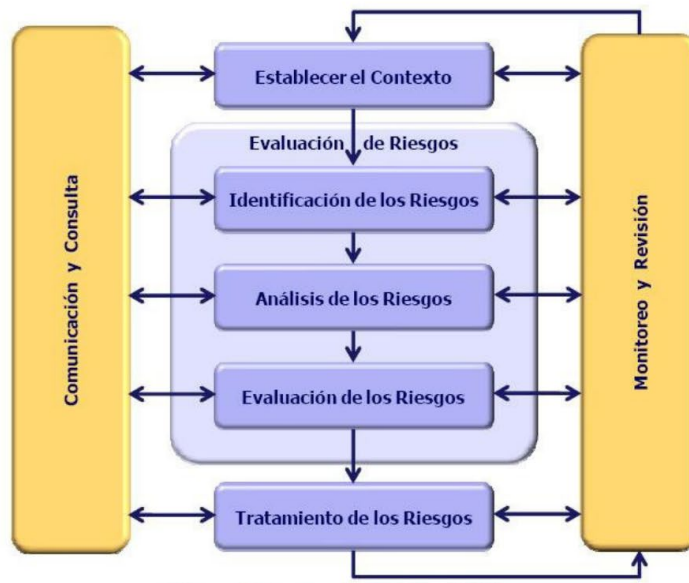 Establecer el Contexto
Evaluación de Riesgos
Identificación de los Riesgos
Análisis de los Riesgos
Evaluación de los Riesgos
Tratamiento de los Riesgos
Comunicación y Consulta
Monitoreo y Revisión